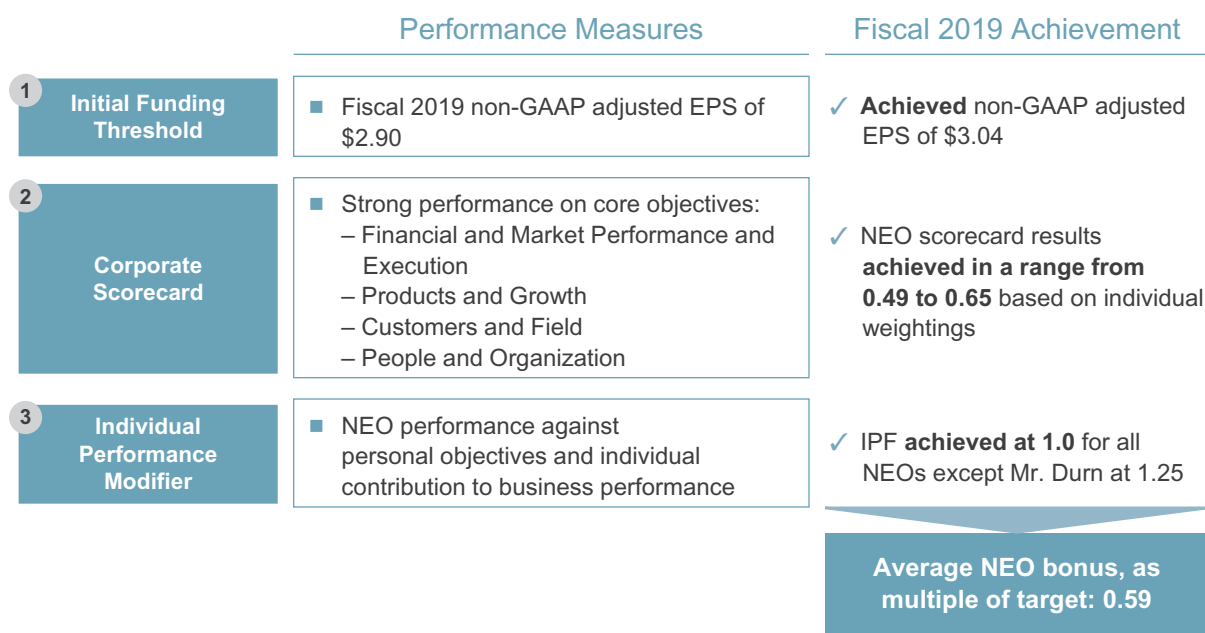 Performance Measures
Fiscal 2019 Achievement
1
Initial Funding
Threshold
■ Fiscal 2019 non-GAAP adjusted EPS of
$2.90
✓ Achieved non-GAAP adjusted
EPS of $3.04
2
Corporate
Scorecard
■ Strong performance on core objectives:
– Financial and Market Performance and
Execution
– Products and Growth
– Customers and Field
– People and Organization
✓ NEO scorecard results
achieved in a range from
0.49 to 0.65 based on individual
weightings
3
Individual
Performance
Modifier
■ NEO performance against
personal objectives and individual
contribution to business performance
✓ IPF achieved at 1.0 for all
NEOs except Mr. Durn at 1.25
Average NEO bonus, as
multiple of target: 0.59